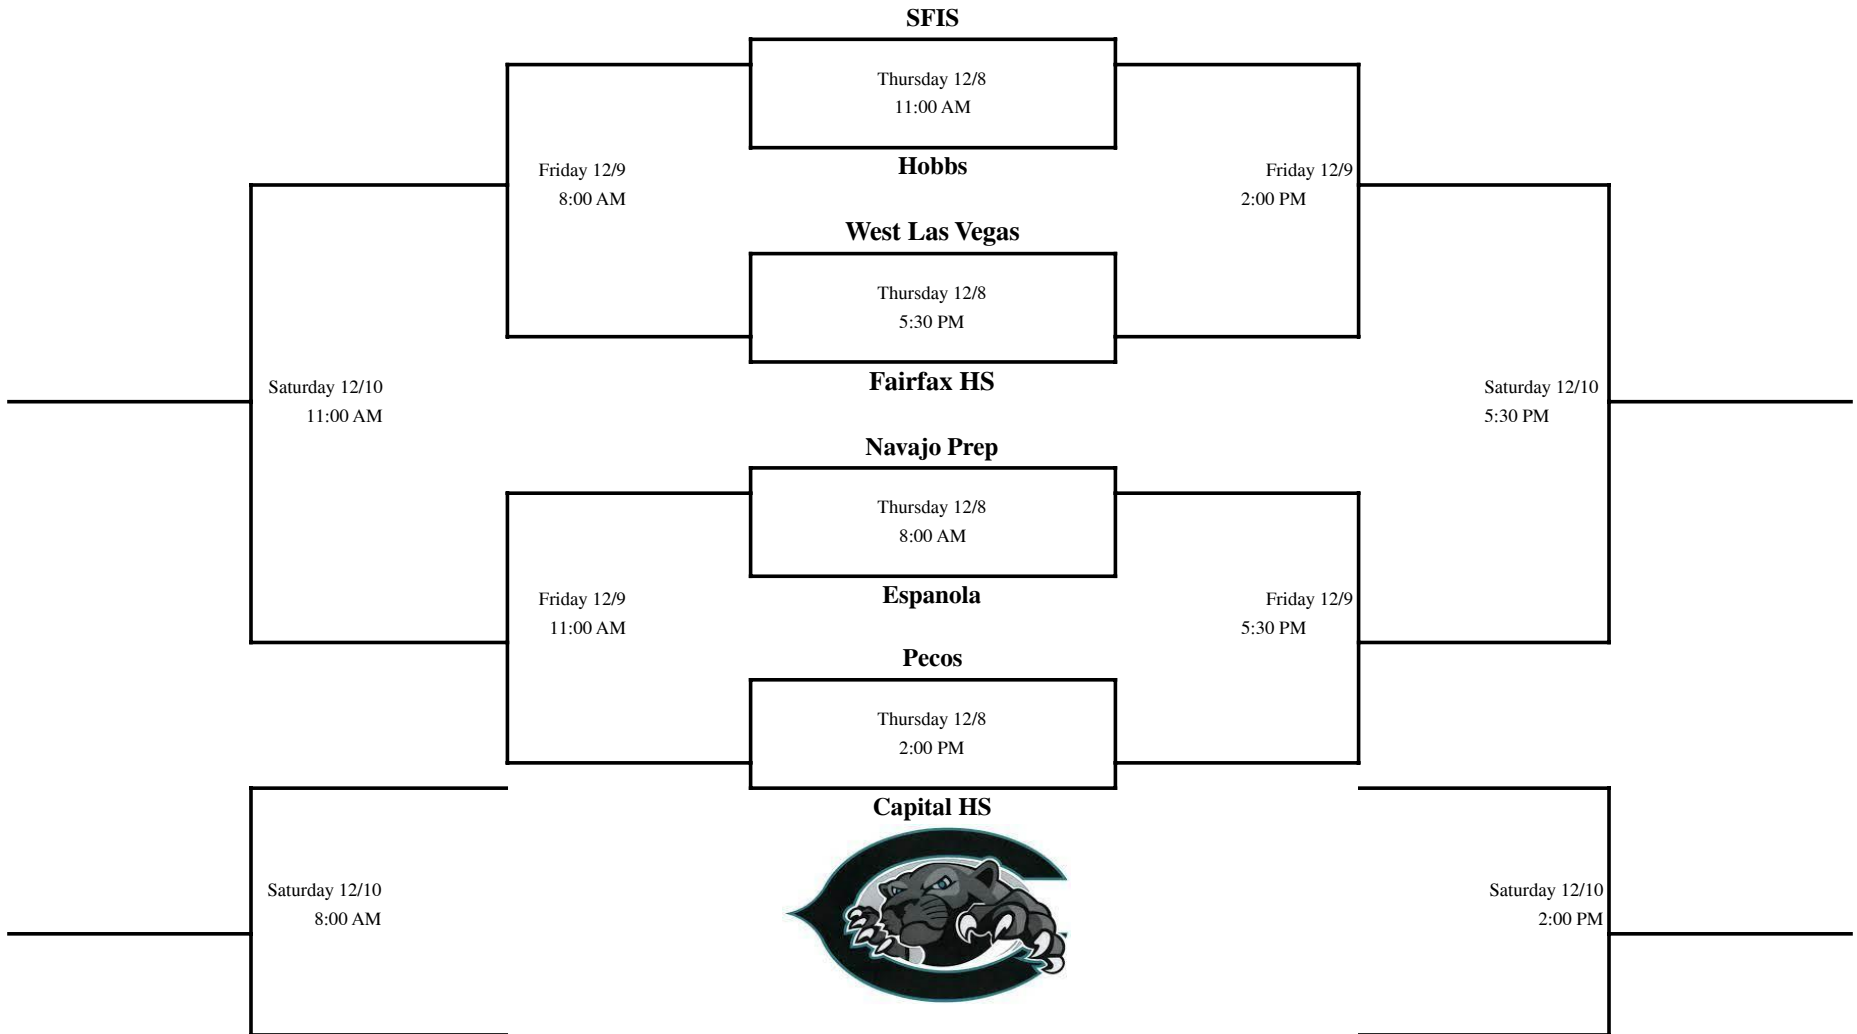 SFIS
Thursday 12/8
11:00 AM
Hobbs
Friday 12/9
8:00 AM
Friday 12/9
2:00 PM
West Las Vegas
Thursday 12/8
5:30 PM
Fairfax HS
Saturday 12/10
11:00 AM
Saturday 12/10
5:30 PM
Navajo Prep
Thursday 12/8
8:00 AM
Espanola
Friday 12/9
11:00 AM
Friday 12/9
5:30 PM
Pecos
Thursday 12/8
2:00 PM
Capital HS
Saturday 12/10
8:00 AM
Saturday 12/10
2:00 PM